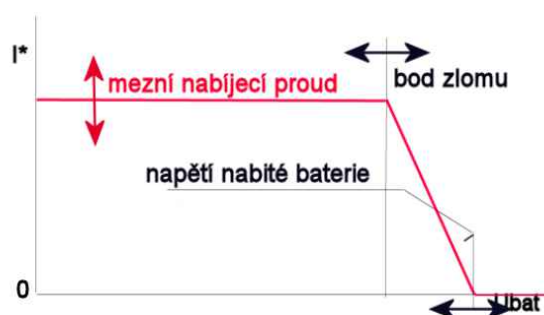 I*
mezní nabíjecí proud
bod zlomu
napětí nabité baterie
0
Ubat